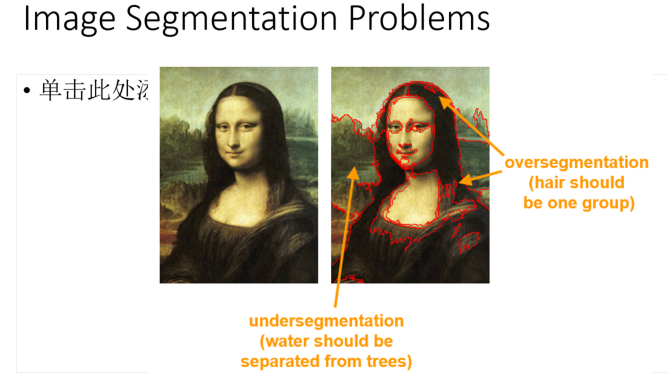 Image Segmentation Problems
• 单击此处
oversegmentation
(hair should
be one group)
undersegmentation
(water should be
separated from trees)